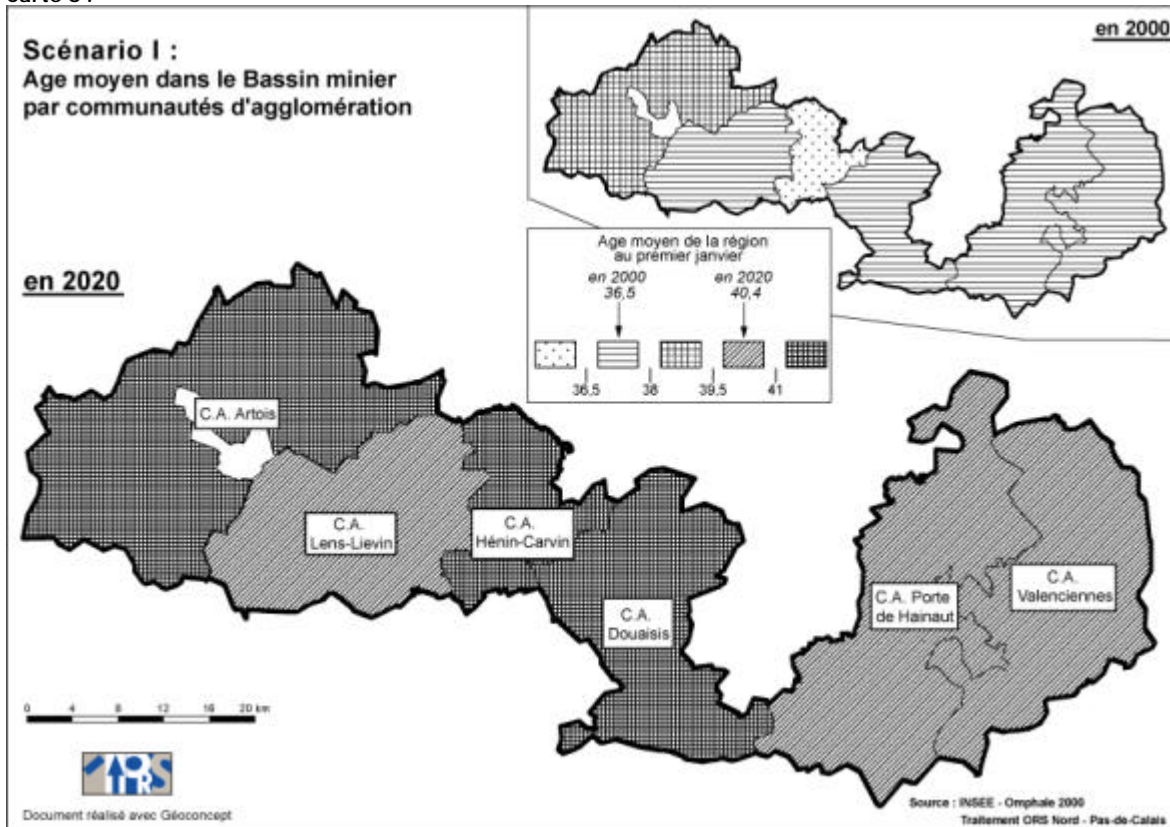 Scénario I :
Age moyen dans le Bassin minier
par communautés d'agglomération
en 2000
Age moyen de la région
au premier janvier
en 2000
36,5
en 2020
40,4
36,5
38
39,5
41
en 2020
C.A. Artois
C.A.
Lens-Lievin
C.A.
Hénin-Carvin
C.A.
Douaisis
C.A. Porte
de Hainaut
C.A.
Valenciennes
0 4 8 12 16 20 km
Document réalisé avec Géoconcept
Source : INSEE - Omphale 2000
Traitement ORS Nord - Pas-de-Calais